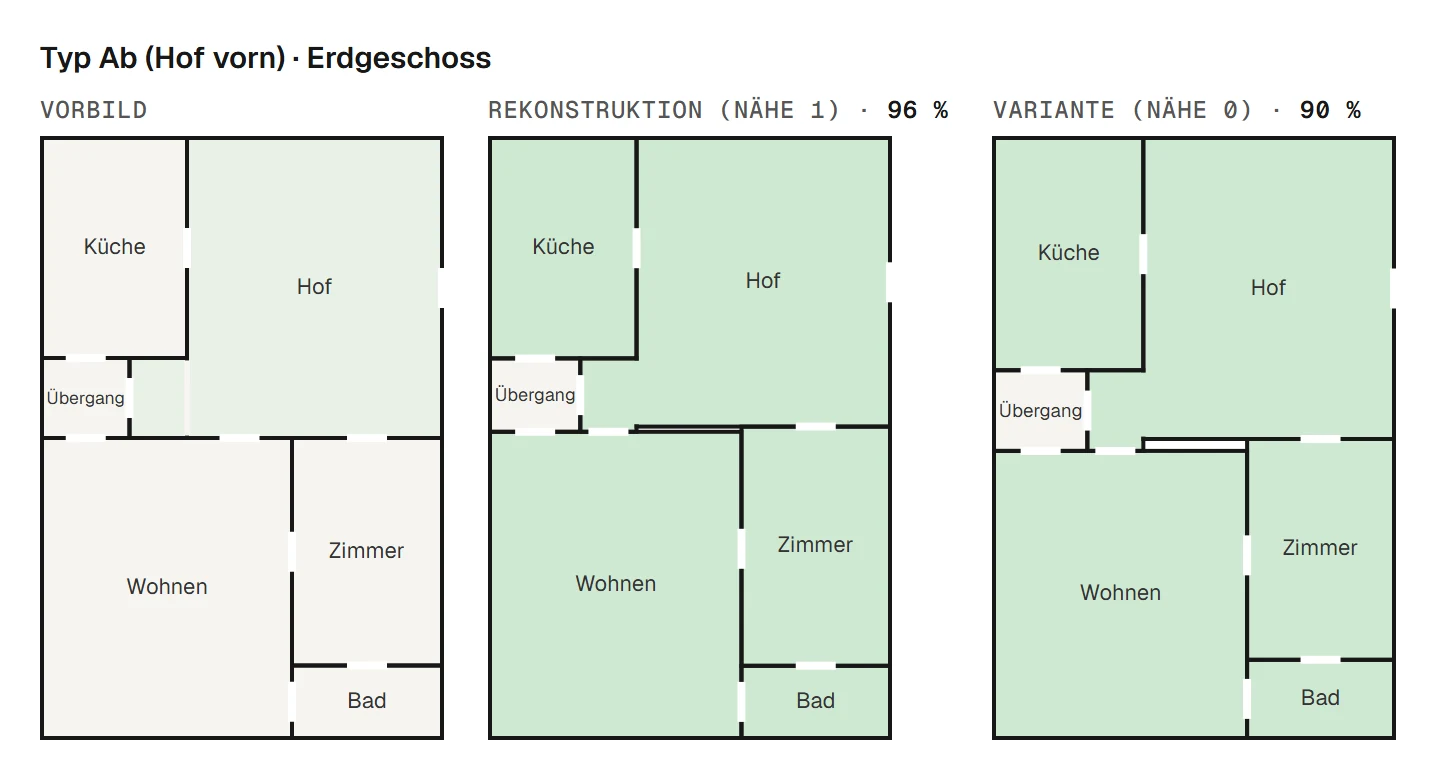 Typ Ab (Hof vorn) · Erdgeschoss
VORBILD
REKONSTRUKTION (NÄHE 1) · 96 %
VARIANTE (NÄHE 0) · 90 %
Küche
Hof
Übergang
Wohnen
Zimmer
Bad
Küche
Hof
Übergang
Wohnen
Zimmer
Bad
Küche
Hof
Übergang
Wohnen
Zimmer
Bad